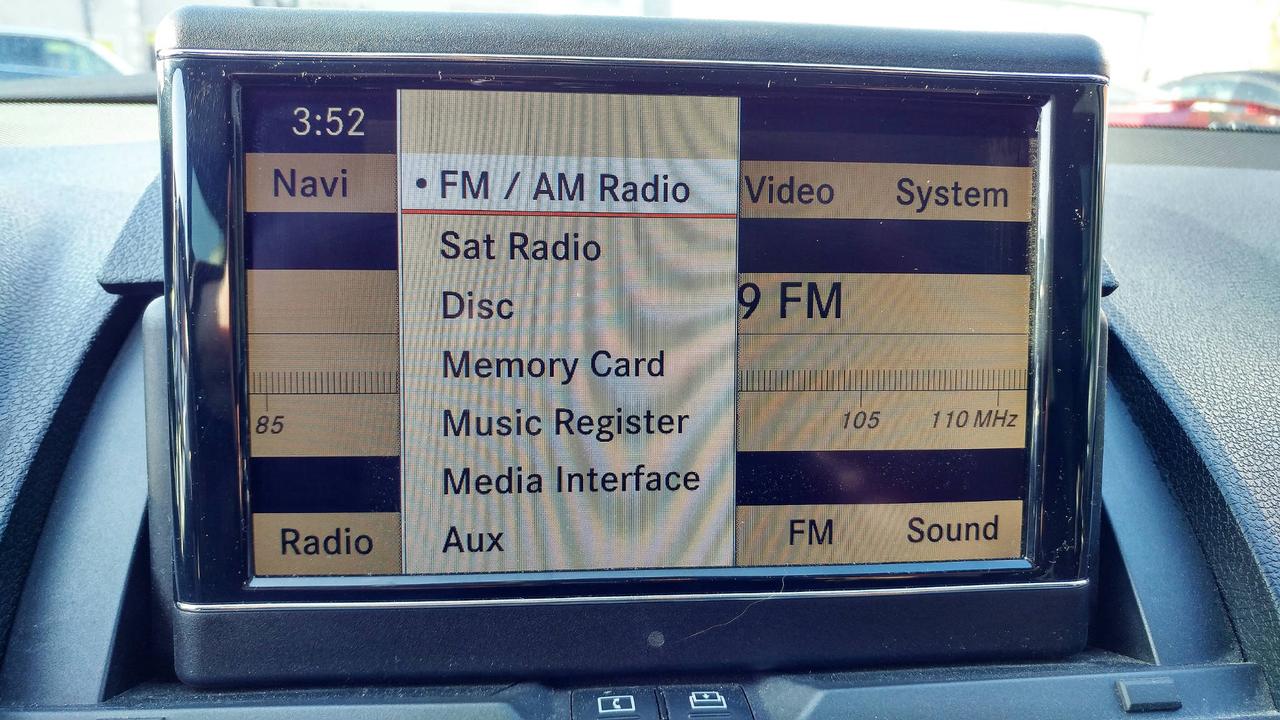 3:52
Navi
• FM / AM Radio
Video
System
Sat Radio
Disc
9 FM
Memory Card
85
Music Register
105
110 MHz
Media Interface
Radio
Aux
FM
Sound